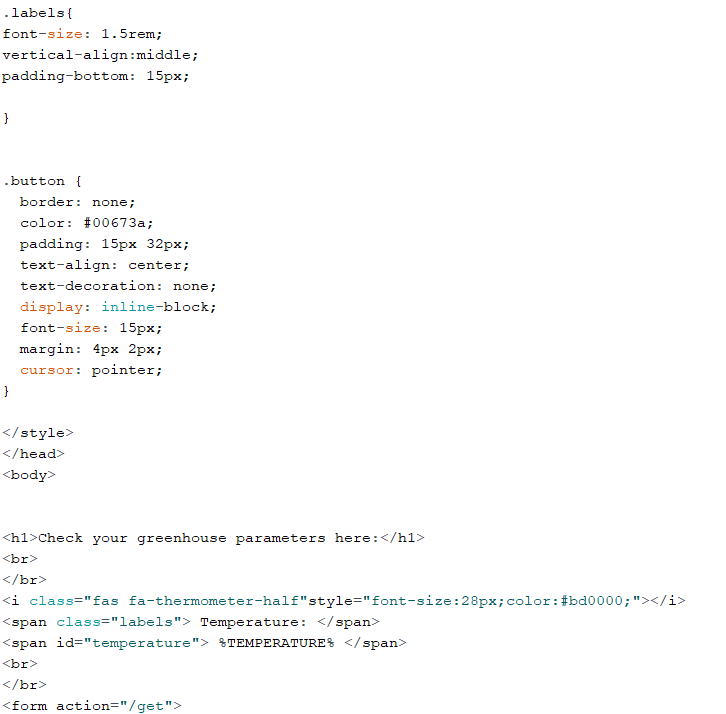 .labels{
font-size: 1.5rem;
vertical-align:middle;
padding-bottom: 15px;
}
.button {
border: none;
color: #00673a;
padding: 15px 32px;
text-align: center;
text-decoration: none;
display: inline-block;
font-size: 15px;
margin: 4px 2px;
cursor: pointer;
}
</style>
</head>
<body>
<h1>Check your greenhouse parameters here:</h1>
<br>
</br>
<i class="fas fa-thermometer-half"style="font-size:28px;color:#bd0000;"></i>
<span class="labels"> Temperature: </span>
<span id="temperature"> %TEMPERATURE% </span>
<br>
</br>
<form action="/get">